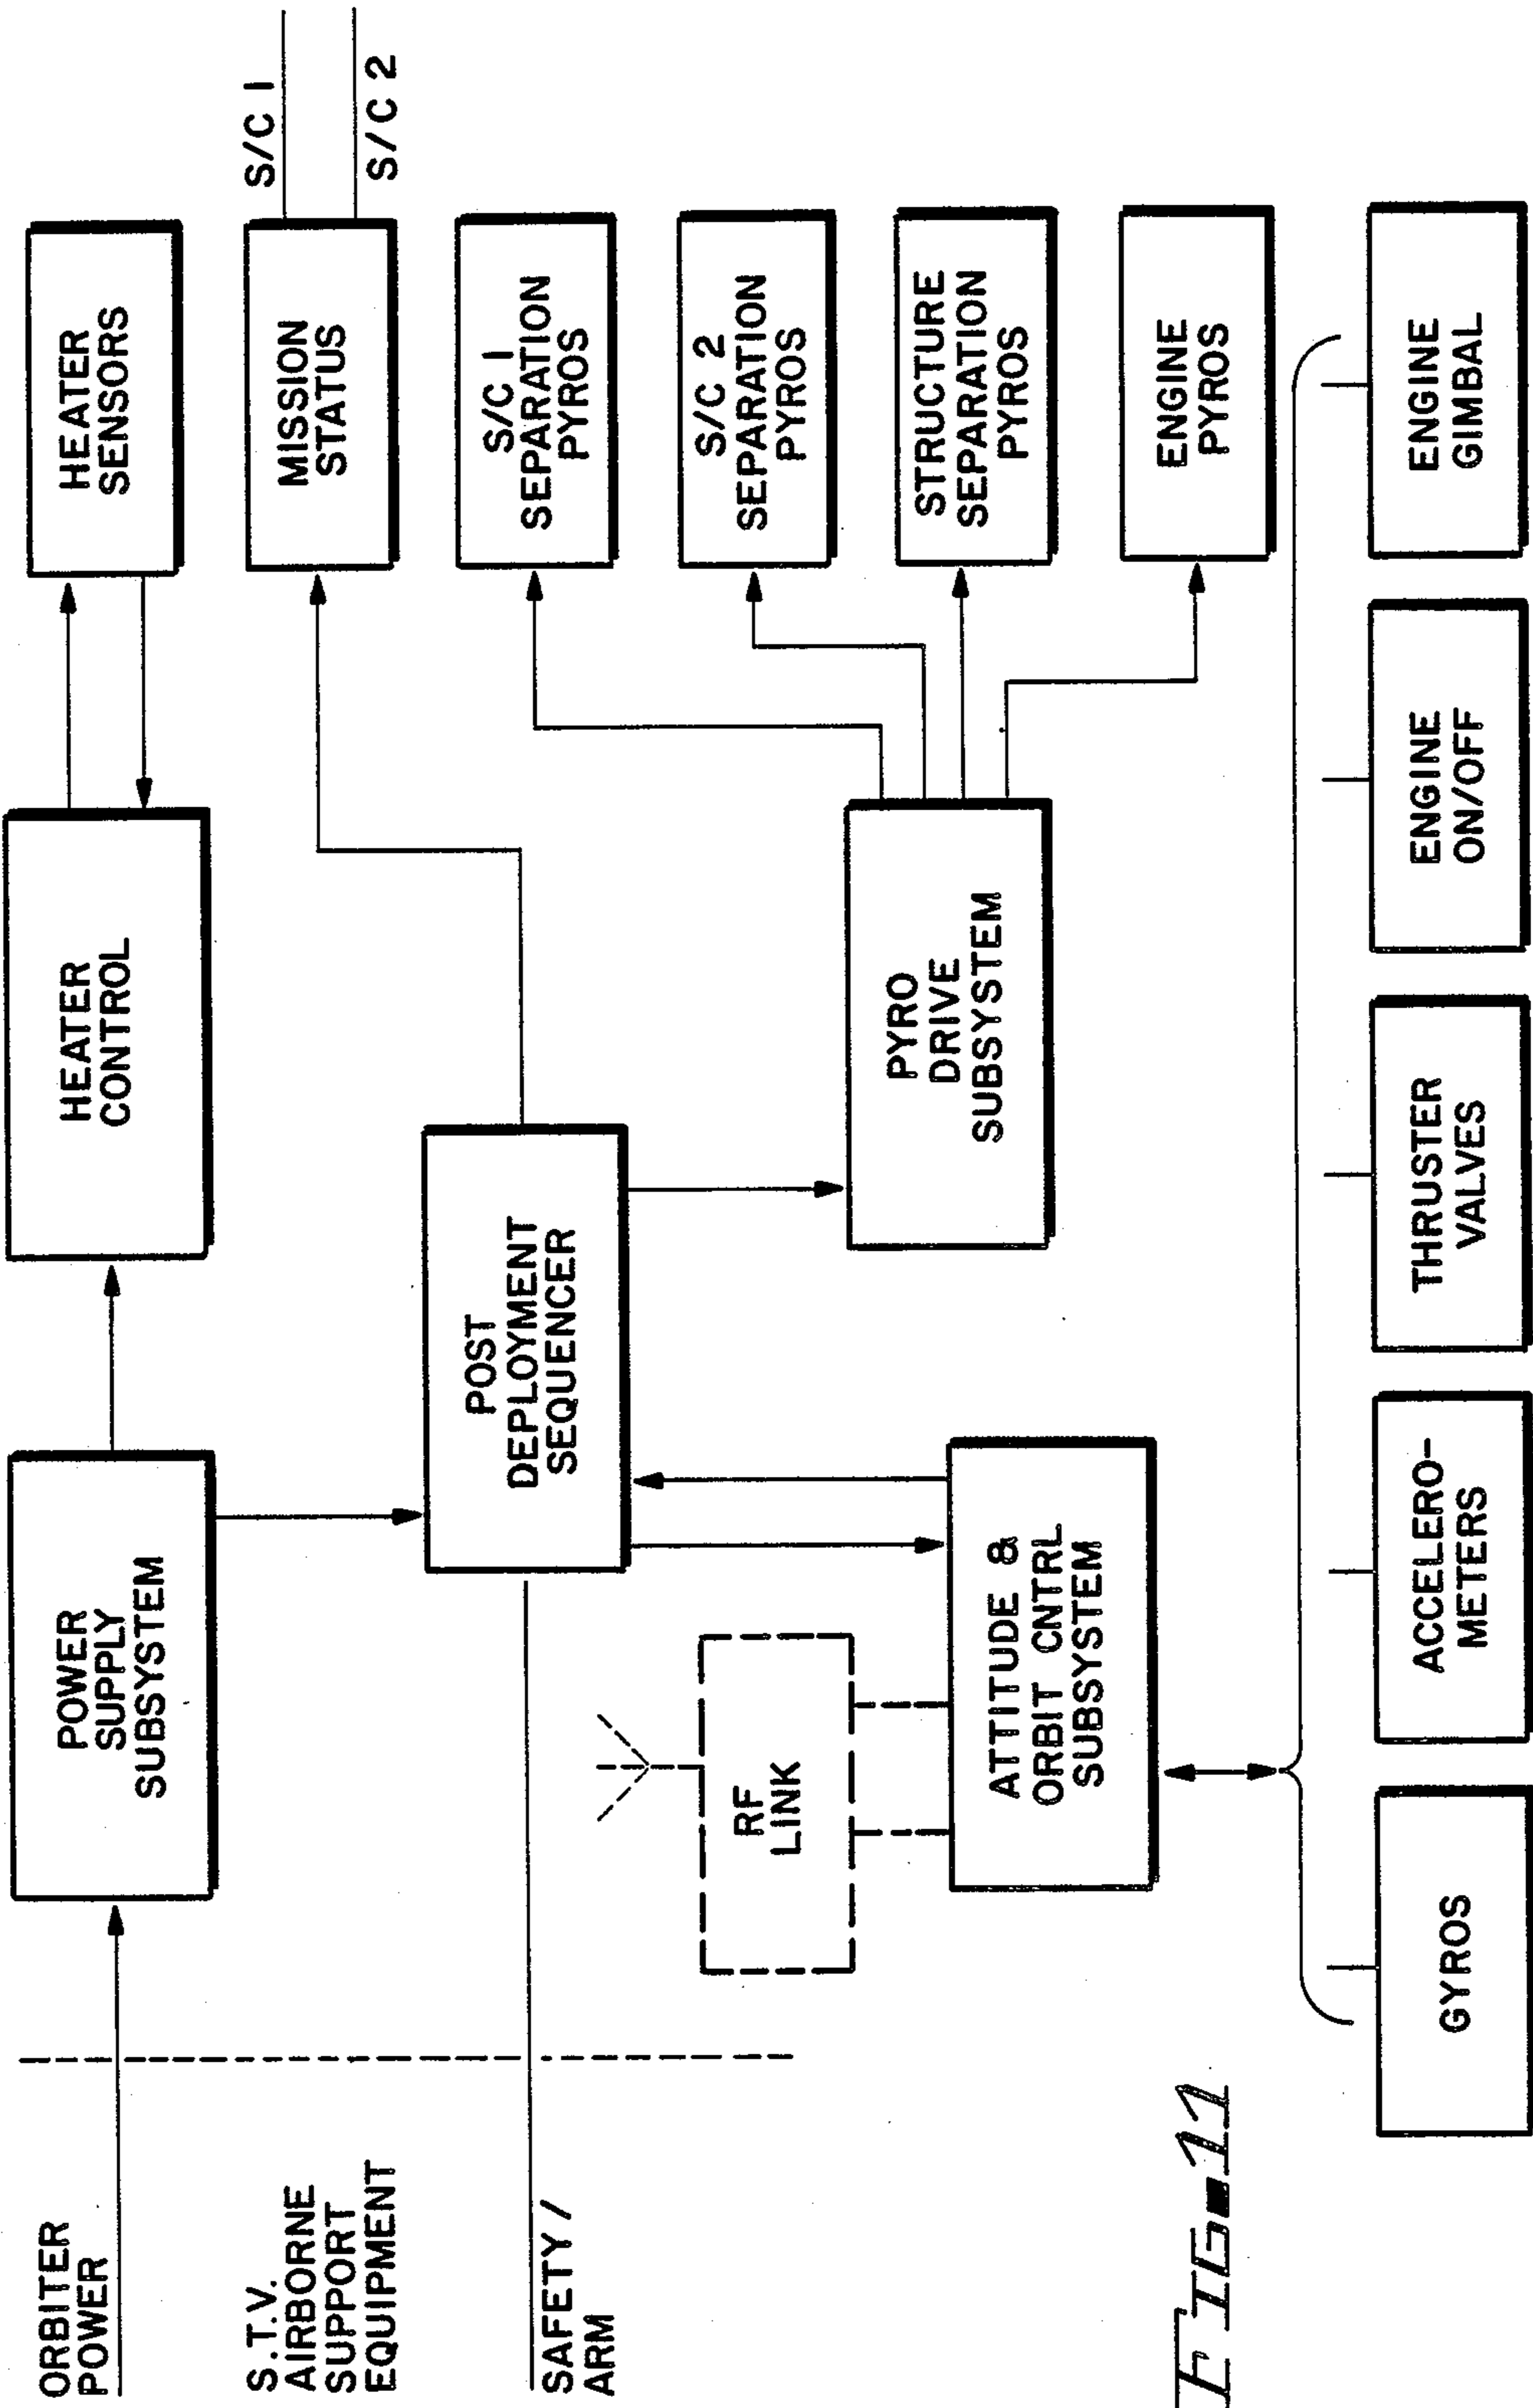 ORBITER
POWER
S.T.V.
AIRBORNE
SUPPORT
EQUIPMENT
SAFETY /
ARM
POWER
SUPPLY
SUBSYSTEM
HEATER
CONTROL
HEATER
SENSORS
POST
DEPLOYMENT
SEQUENCER
MISSION
STATUS
S/C 1
S/C 2
S/C 1
SEPARATION
PYROS
S/C 2
SEPARATION
PYROS
STRUCTURE
SEPARATION
PYROS
ENGINE
PYROS
PYRO
DRIVE
SUBSYSTEM
RF
LINK
ATTITUDE &
ORBIT CNTRL
SUBSYSTEM
GYROS
ACCELERO-
METERS
THRUSTER
VALVES
ENGINE
ON/OFF
ENGINE
GIMBAL
FIG. 11